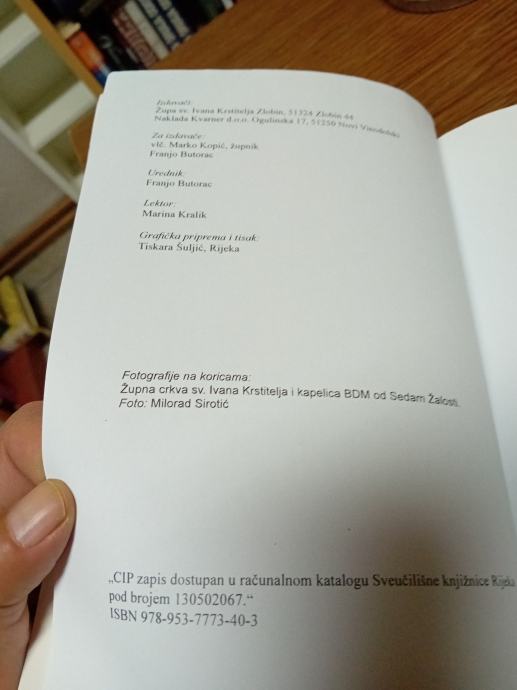 Izdavači:
Župa sv. Ivana Krstitelja Zlobin, 51324 Zlobin 44
Naklada Kvarner d.o.o. Ogulinska 17, 51250 Novi Vinodolski
Za izdavače:
vlč. Marko Kopić, župnik
Franjo Butorac
Urednik:
Franjo Butorac
Lektor:
Marina Kralik
Grafička priprema i tisak:
Tiskara Šuljić, Rijeka
Fotografije na koricama:
Župna crkva sv. Ivana Krstitelja i kapelica BDM od Sedam Žalosti.
Foto: Milorad Sirotić
„CIP zapis dostupan u računalnom katalogu Sveučilišne knjižnice Rijeka
pod brojem 130502067.“
ISBN 978-953-7773-40-3